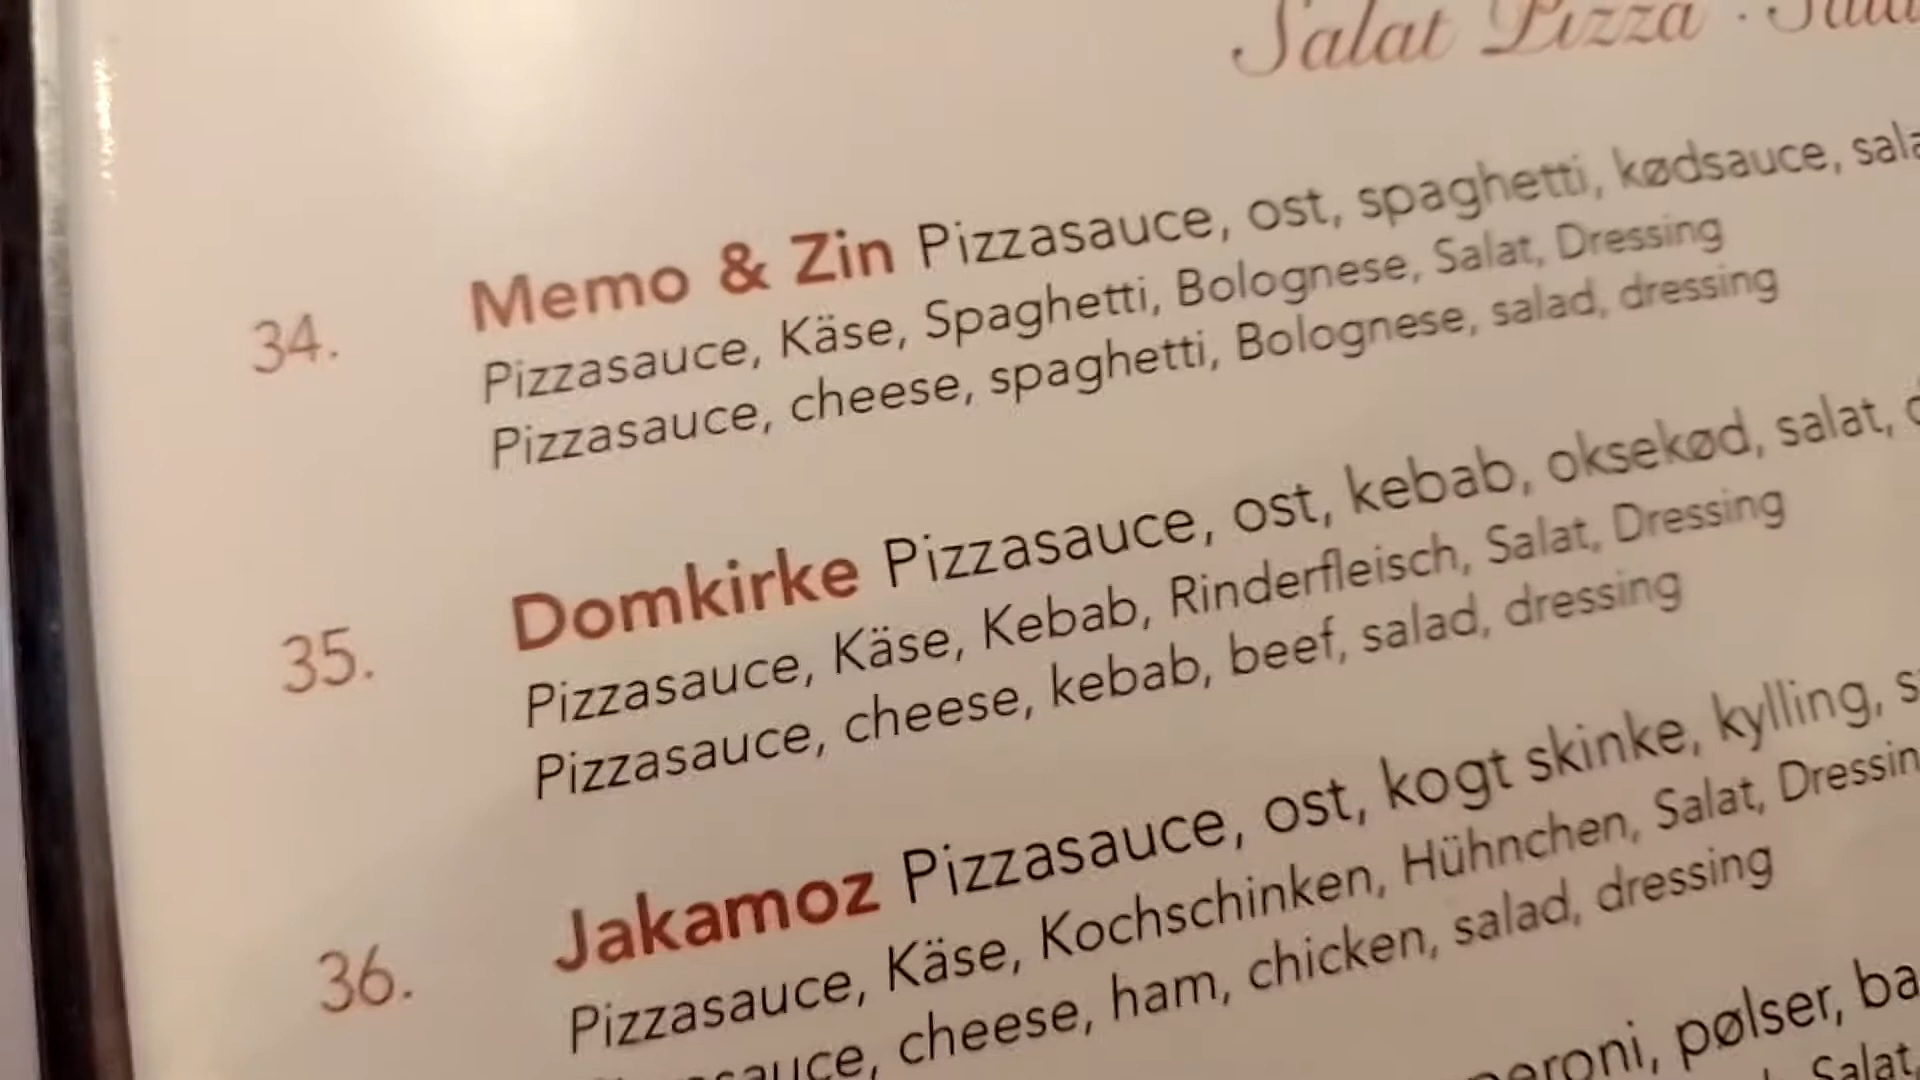 Salat Pizza ·
34. Memo & Zin Pizzasauce, ost, spaghetti, kødsauce,
Pizzasauce, Käse, Spaghetti, Bolognese, Salat, Dressing
Pizzasauce, cheese, spaghetti, Bolognese, salad, dressing
35. Domkirke Pizzasauce, ost, kebab, oksekød, salat,
Pizzasauce, Käse, Kebab, Rinderfleisch, Salat, Dressing
Pizzasauce, cheese, kebab, beef, salad, dressing
36. Jakamoz Pizzasauce, ost, kogt skinke, kylling,
Pizzasauce, Käse, Kochschinken, Hühnchen, Salat, Dressin
cheese, ham, chicken, salad, dressing
pølser,
Salat,